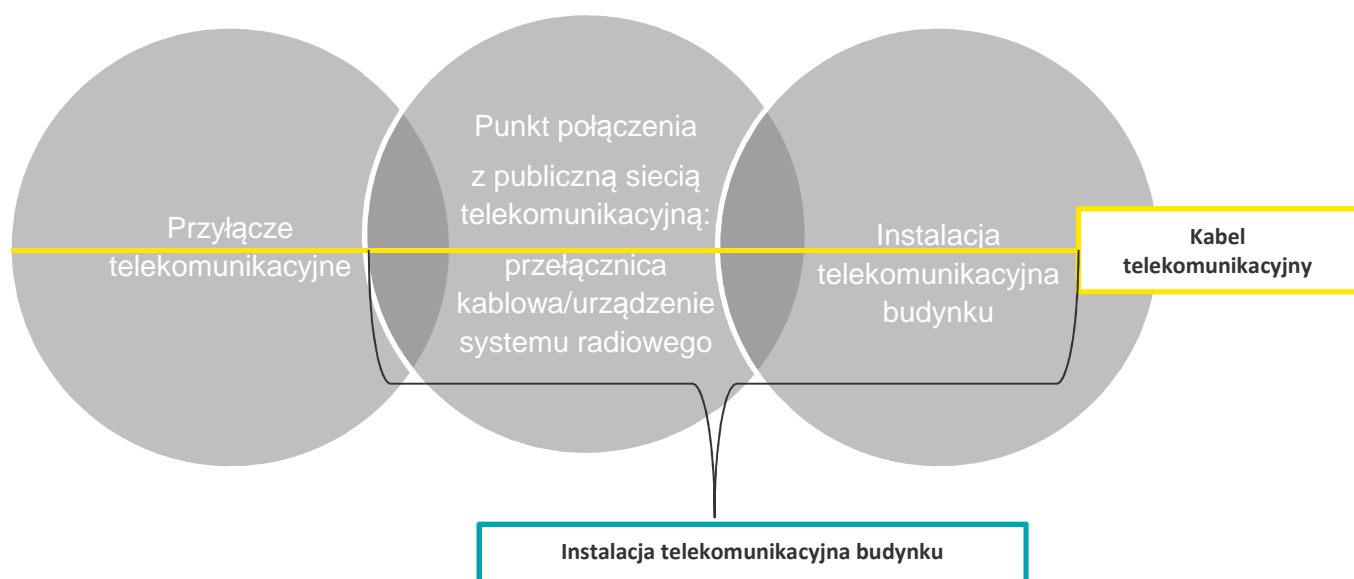 Przyłącze
telekomunikacyjne
Punkt połączenia
z publiczną siecią
telekomunikacyjną:
przełącznica
kablowa/urządzenie
systemu radiowego
Instalacja
telekomunikacyjna
budynku
Kabel
telekomunikacyjny
Instalacja telekomunikacyjna budynku